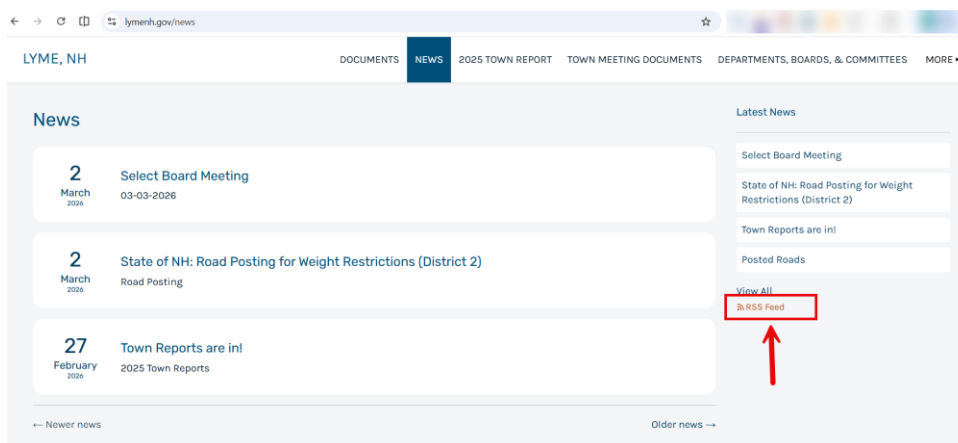 lymenh.gov/news
LYME, NH
DOCUMENTS NEWS 2025 TOWN REPORT TOWN MEETING DOCUMENTS DEPARTMENTS, BOARDS, & COMMITTEES MORE
News
2
March
2026
Select Board Meeting
03-03-2026
2
March
2026
State of NH: Road Posting for Weight Restrictions (District 2)
Road Posting
27
February
2026
Town Reports are in!
2025 Town Reports
← Newer news
Older news →
Latest News
Select Board Meeting
State of NH: Road Posting for Weight
Restrictions (District 2)
Town Reports are in!
Posted Roads
View All
RSS Feed